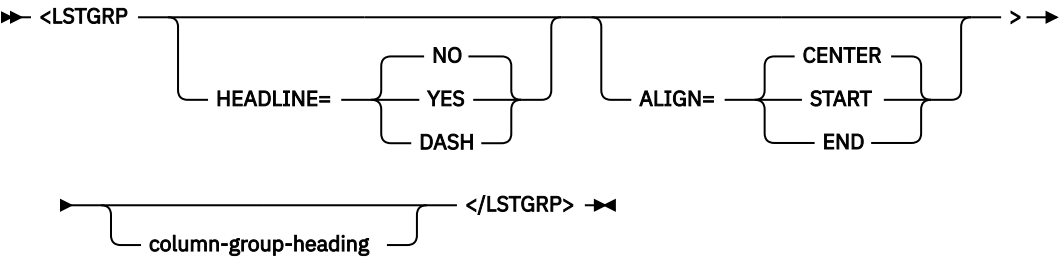 <LSTGRP >
NO CENTER
HEADLINE= YES ALIGN= START
DASH END
column-group-heading </LSTGRP>